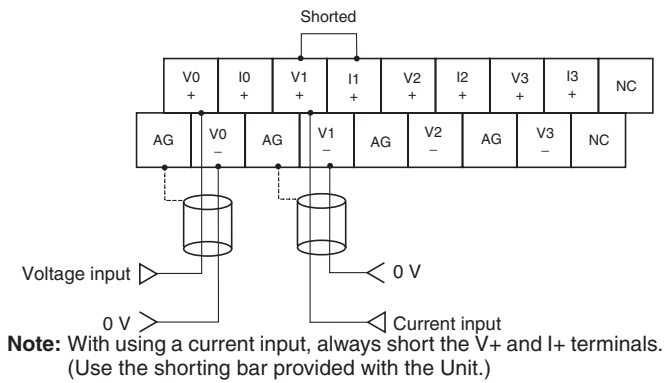 Shorted
V0 I0 V1 I1 V2 I2 V3 I3 NC
+ + + + + + + +
AG V0 AG V1 AG V2 AG V3 NC
– – – –
Voltage input 0 V
0 V Current input
Note: With using a current input, always short the V+ and I+ terminals.
(Use the shorting bar provided with the Unit.)